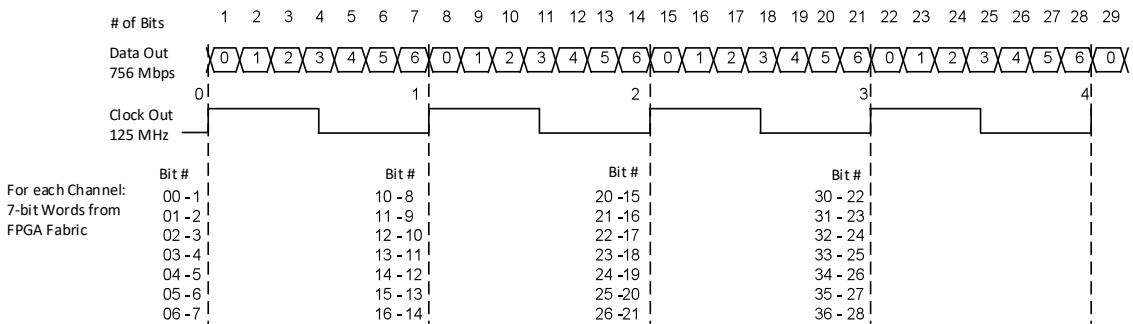 # of Bits 1 2 3 4 5 6 7 8 9 10 11 12 13 14 15 16 17 18 19 20 21 22 23 24 25 26 27 28 29
Data Out 0 1 2 3 4 5 6 0 1 2 3 4 5 6 0 1 2 3 4 5 6 0 1 2 3 4 5 6 0
756 Mbps
0 1 2 3 4
Clock Out
125 MHz
Bit # Bit # Bit # Bit #
For each Channel:
00 -1 10 - 8 20 -15 30 - 22
7-bit Words from
01 -2 11 -9 21 -16 31 - 23
FPGA Fabric
02 -3 12 - 10 22 -17 32 - 24
03 -4 13 - 11 23 -18 33 - 25
04 -5 14 - 12 24 -19 34 - 26
05 -6 15 - 13 25 -20 35 - 27
06 -7 16 - 14 26 -21 36 - 28